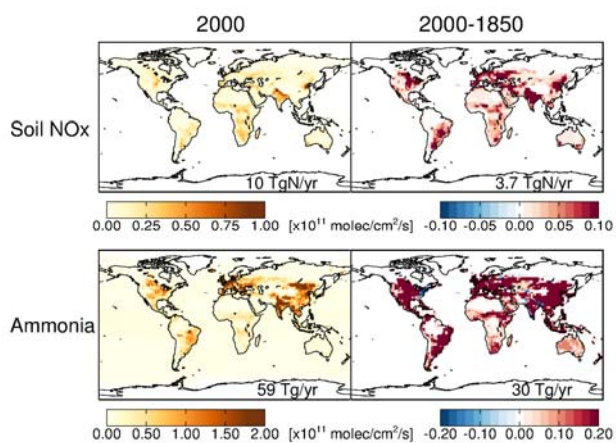 2000 2000-1850
Soil NOx
10 TgN/yr 3.7 TgN/yr
0.00 0.25 0.50 0.75 1.00 [x10¹¹ molec/cm²/s] -0.10 -0.05 0.00 0.05 0.10
Ammonia
59 Tg/yr 30 Tg/yr
0.00 0.50 1.00 1.50 2.00 [x10¹¹ molec/cm²/s] -0.20 -0.10 0.00 0.10 0.20